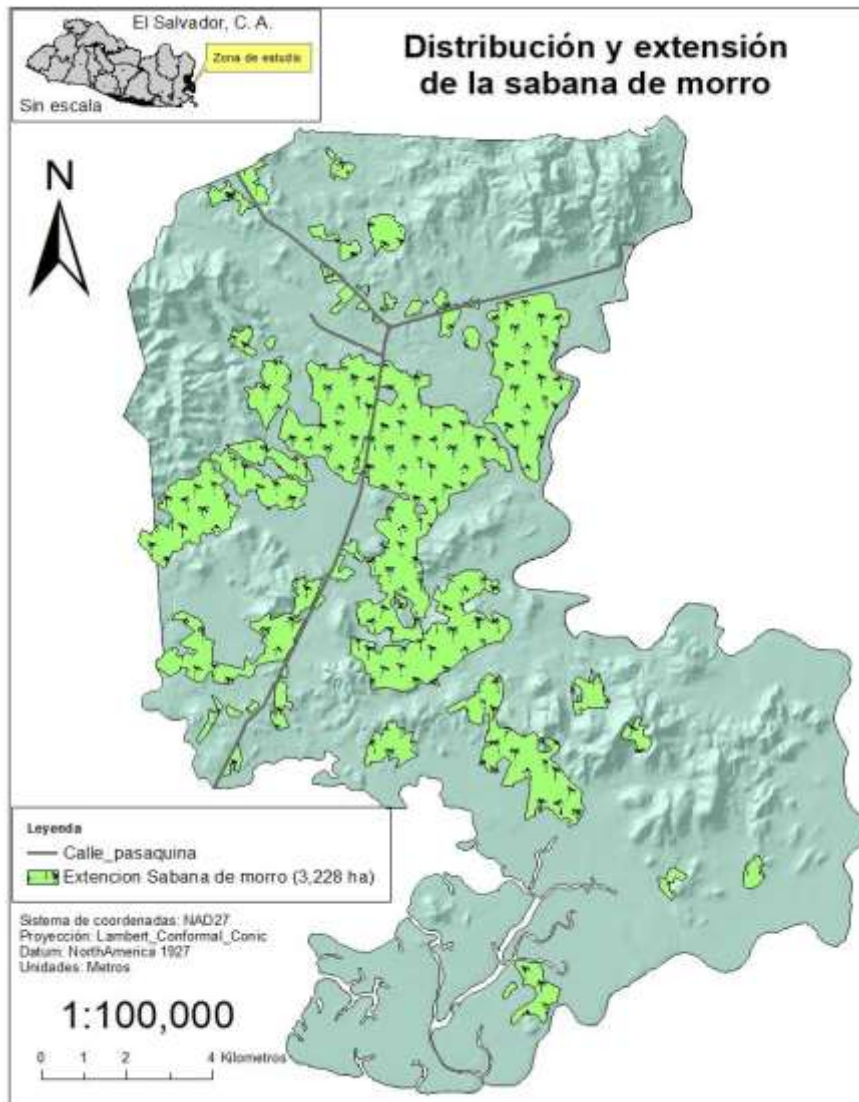 El Salvador, C. A.
Zona de estudio
Sin escala
Distribución y extensión
de la sabana de morro
N
Leyenda
Calle_pasaquina
Extencion Sabana de morro (3,228 ha)
Sistema de coordenadas: NAD27
Proyección: Lambert_Conformal_Conic
Datum: NorthAmerica 1927
Unidades: Metros
1:100,000
0 1 2 4 Kilometros